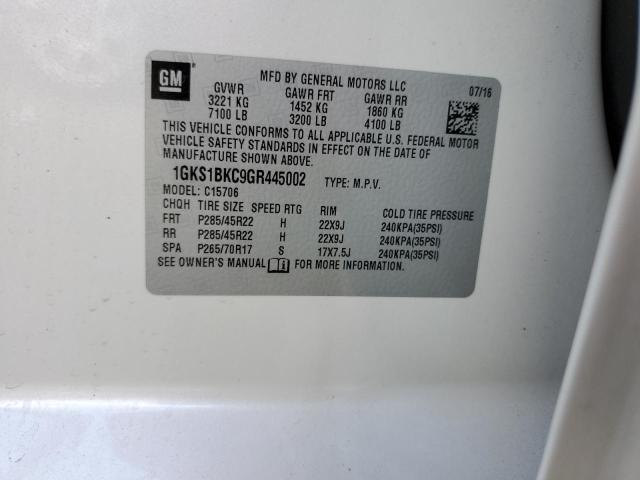 GM
MFD BY GENERAL MOTORS LLC 07/16
GVWR GAWR FRT GAWR RR
3221 KG 1452 KG 1860 KG
7100 LB 3200 LB 4100 LB
THIS VEHICLE CONFORMS TO ALL APPLICABLE U.S. FEDERAL MOTOR
VEHICLE SAFETY STANDARDS IN EFFECT ON THE DATE OF
MANUFACTURE SHOWN ABOVE.
1GKS1BKC9GR445002 TYPE: M.P.V.
MODEL: C15706
CHQH TIRE SIZE SPEED RTG RIM COLD TIRE PRESSURE
FRT P285/45R22 H 22X9J 240KPA(35PSI)
RR P285/45R22 H 22X9J 240KPA(35PSI)
SPA P265/70R17 S 17X7.5J 240KPA(35PSI)
SEE OWNER'S MANUAL FOR MORE INFORMATION.